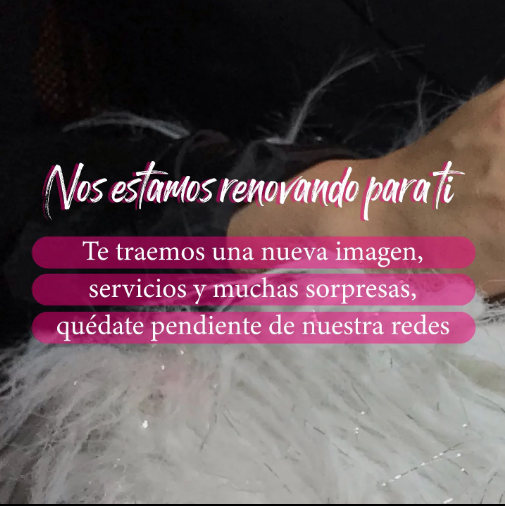 Nos estamos renovando para ti
Te traemos una nueva imagen,
servicios y muchas sorpresas,
quédate pendiente de nuestra redes